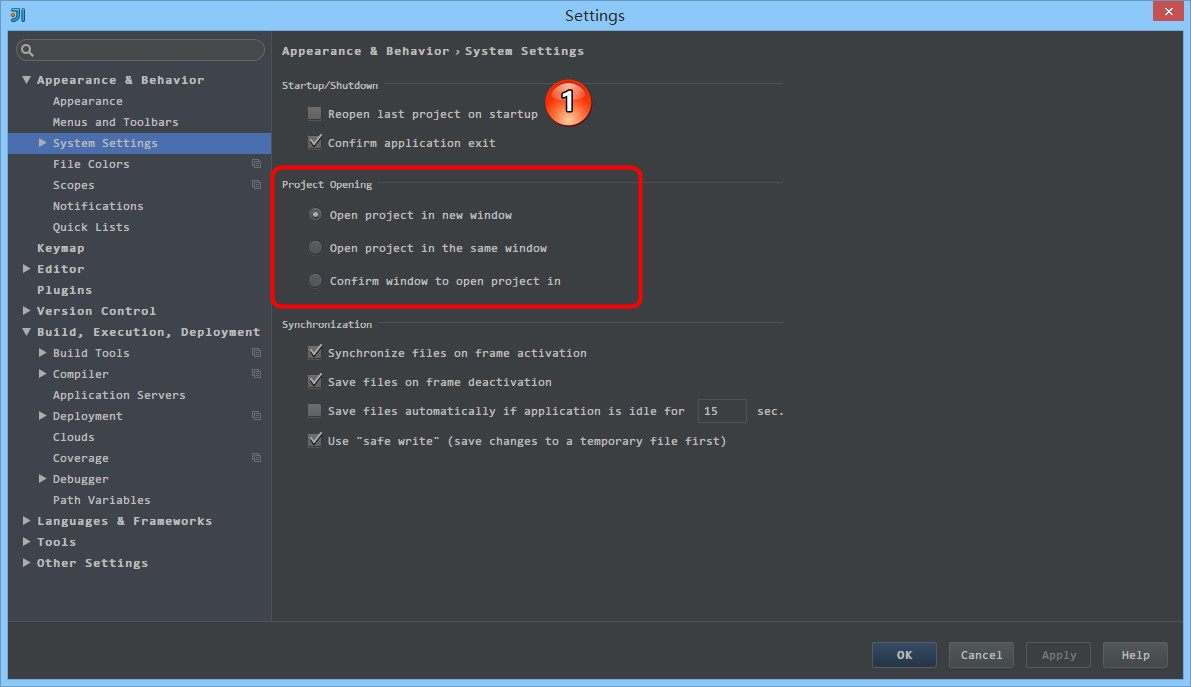 Settings
Appearance & Behavior › System Settings
Appearance & Behavior
Appearance
Menus and Toolbars
System Settings
File Colors
Scopes
Notifications
Quick Lists
Keymap
Editor
Plugins
Version Control
Build, Execution, Deployment
Build Tools
Compiler
Application Servers
Deployment
Clouds
Coverage
Debugger
Path Variables
Languages & Frameworks
Tools
Other Settings
Startup/Shutdown
Reopen last project on startup
1
Confirm application exit
Project Opening
Open project in new window
Open project in the same window
Confirm window to open project in
Synchronization
Synchronize files on frame activation
Save files on frame deactivation
Save files automatically if application is idle for 15 sec.
Use "safe write" (save changes to a temporary file first)
OK Cancel Apply Help